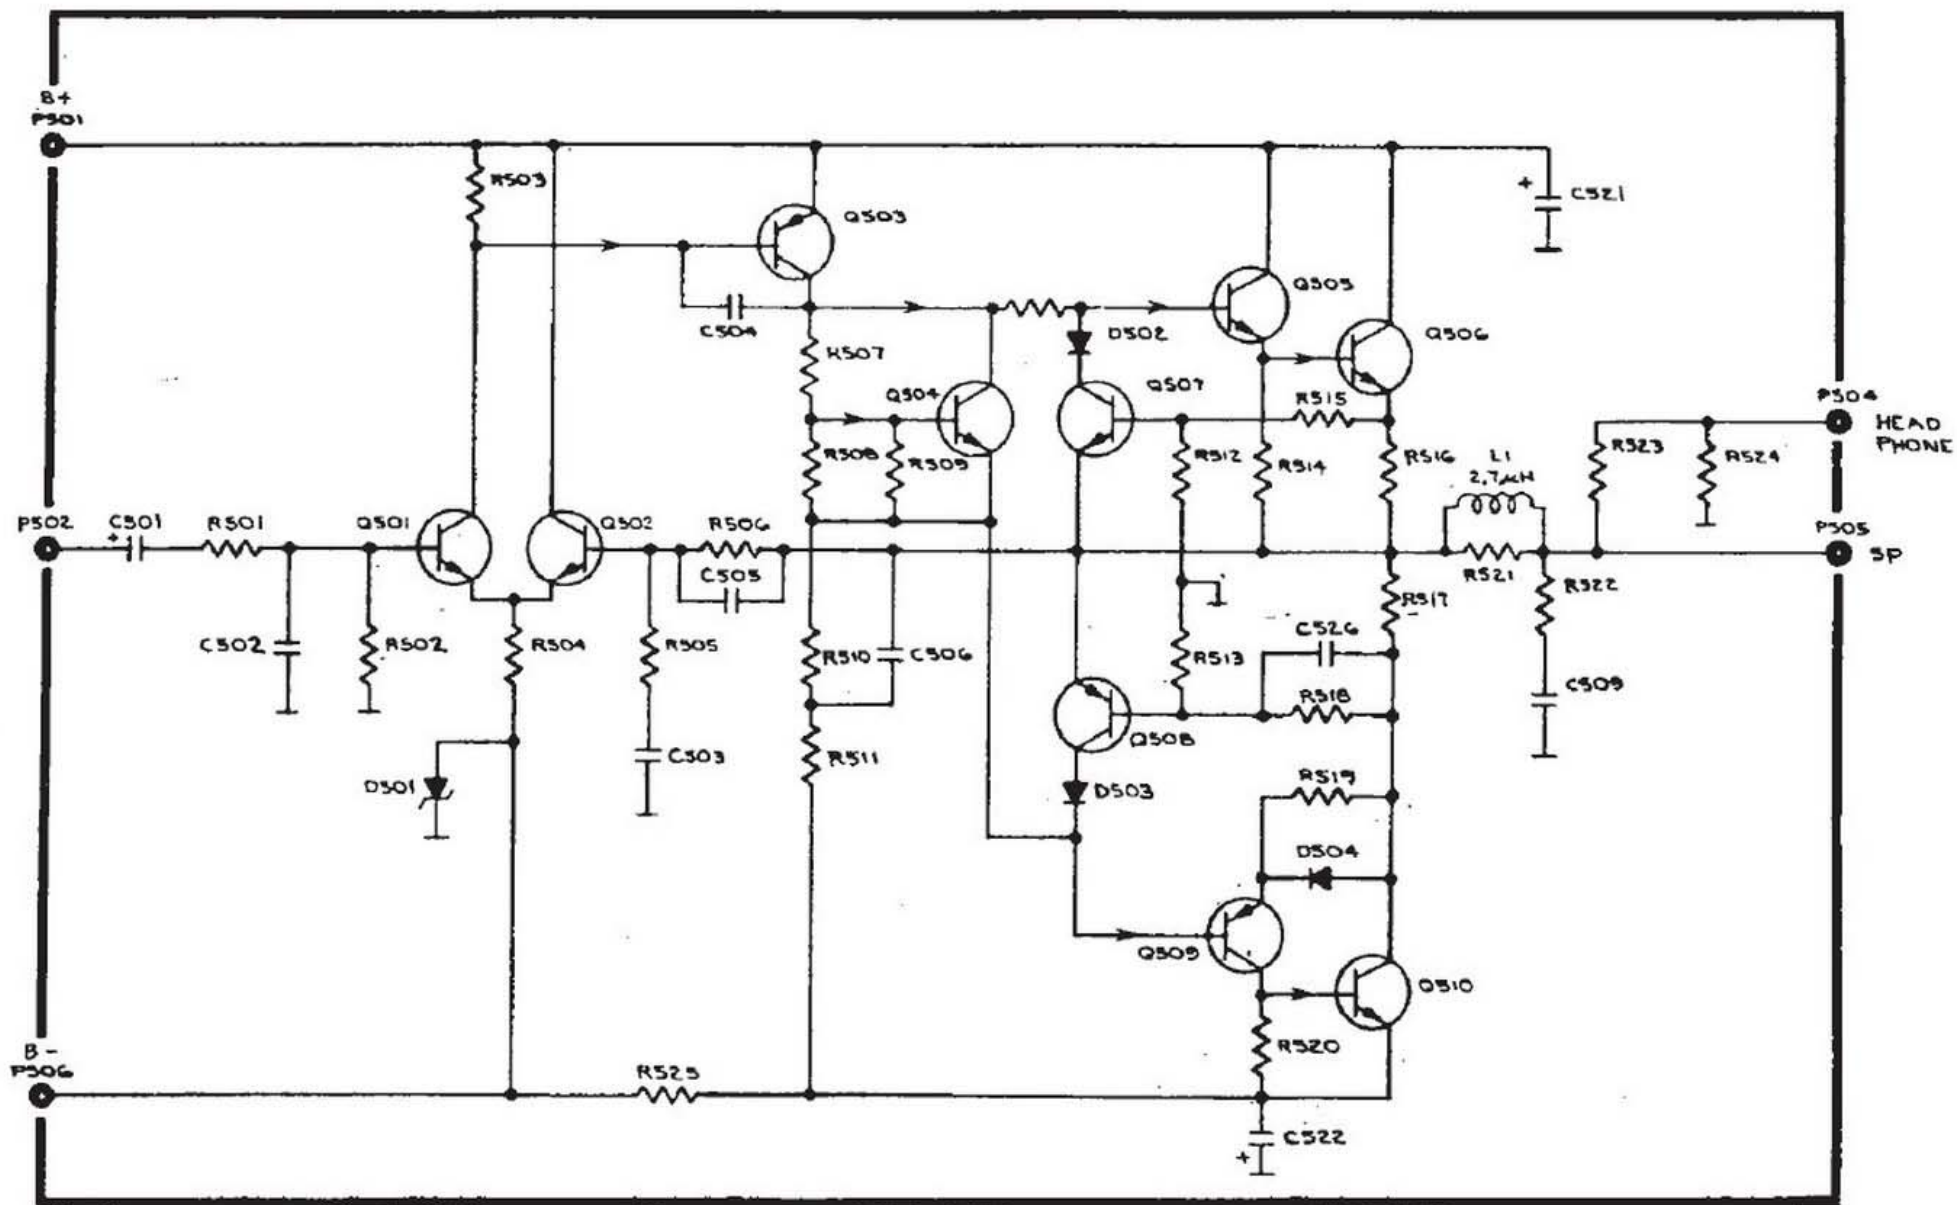 B+
P501
R503
Q503
C521
Q505
C504
D502
Q506
R507
Q504
Q507
R515
P504
HEAD
PHONE
R508
R509
R512
R514
R516
L1
2.7μH
R523
R524
P502
C501
+
R501
Q501
Q502
R506
C505
P505
SP
R521
R522
R517
C526
C502
R502
R504
R505
R510
C506
R513
R518
C509
Q508
D501
C503
R511
D503
R519
D504
Q509
Q510
R520
B-
P506
R525
C522
+
+